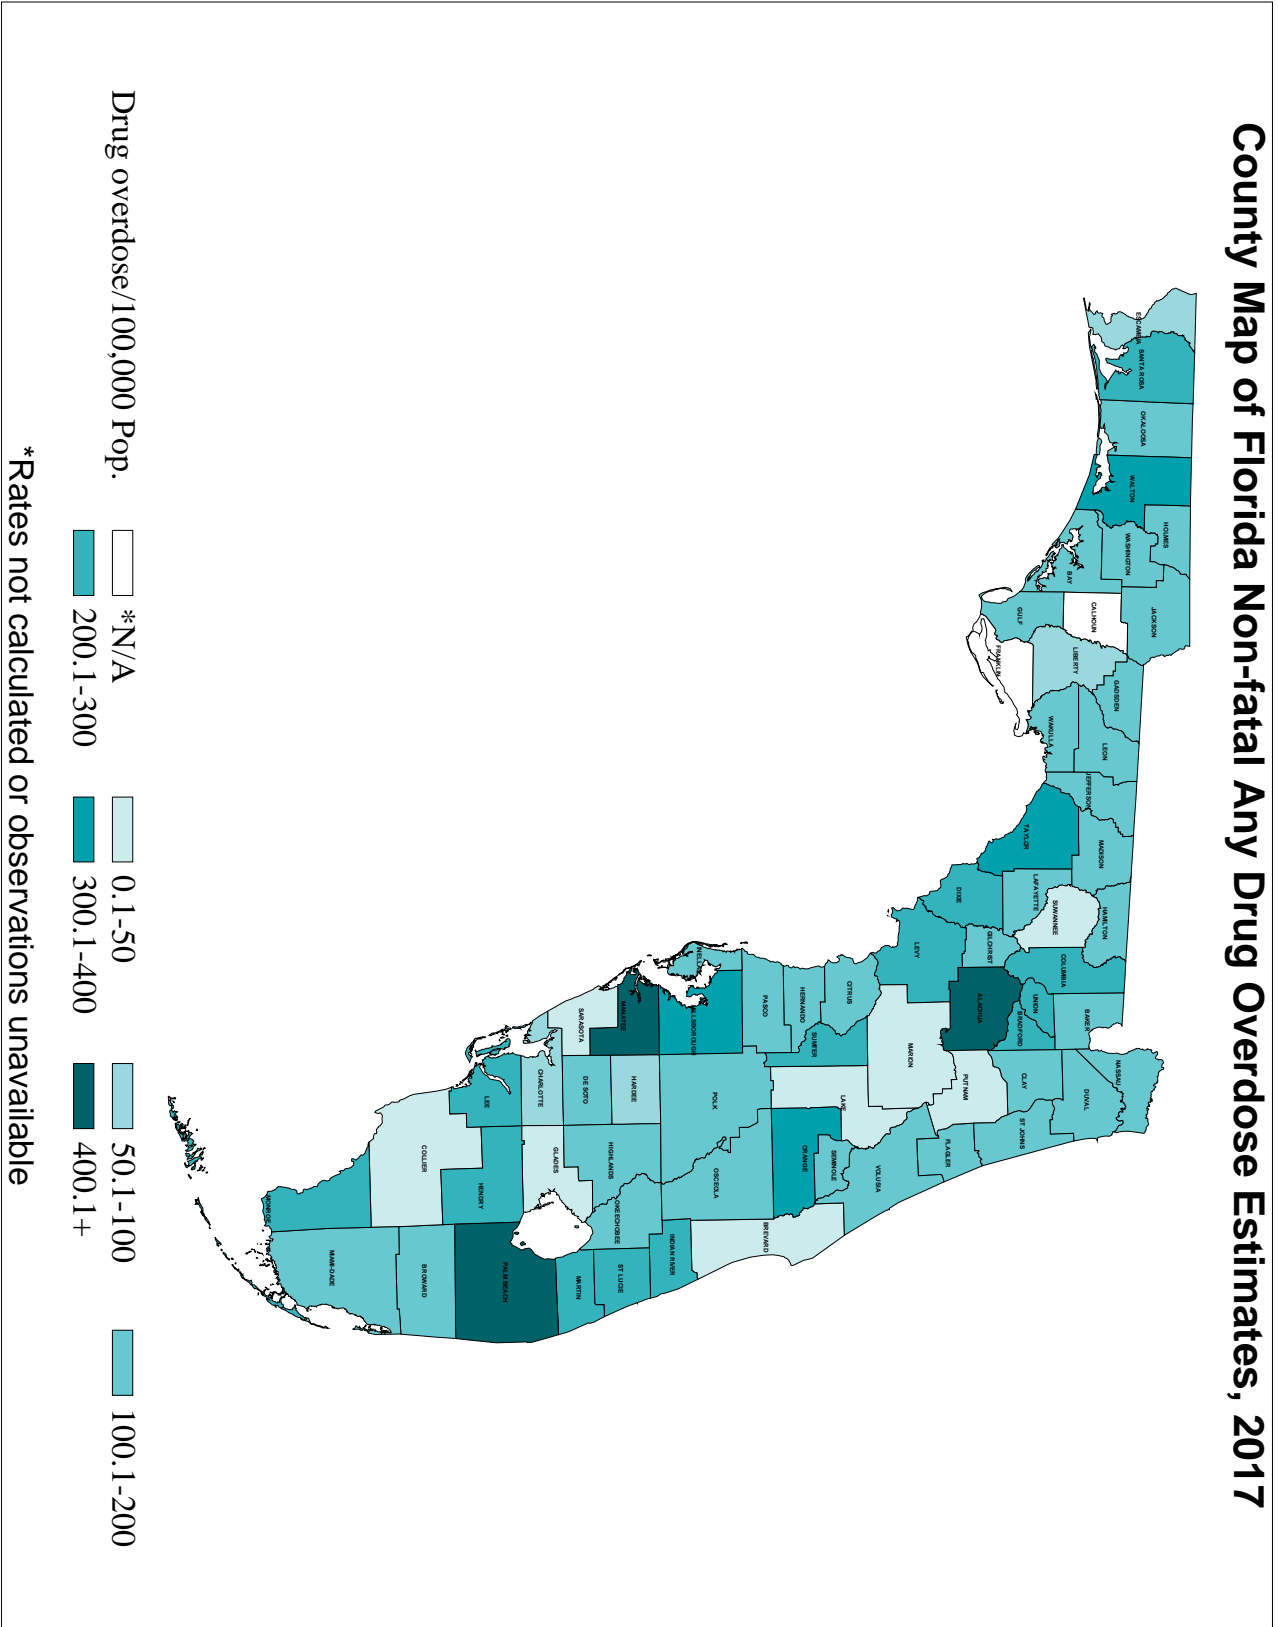 County Map of Florida Non-fatal Any Drug Overdose Estimates, 2017
ESCAMBIA
SANTA ROSA
OKALOOSA
WALTON
HOLMES
WASHINGTON
BAY
JACKSON
CALHOUN
GULF
LIBERTY
FRANKLIN
GADSDEN
LEON
WAKULLA
JEFFERSON
MADISON
TAYLOR
HAMILTON
SUWANNEE
LAFAYETTE
DIXIE
COLUMBIA
GILCHRIST
LEVY
BAKER
UNION
BRADFORD
ALACHUA
NASSAU
DUVAL
CLAY
ST JOHNS
PUTNAM
FLAGLER
MARION
VOLUSIA
CITRUS
SUMTER
HERNANDO
LAKE
SEMINOLE
ORANGE
PASCO
BREVARD
OSCEOLA
POLK
INDIAN RIVER
MANATEE
HARDEE
HIGHLANDS
OKEECHOBEE
ST LUCIE
SARASOTA
DE SOTO
MARTIN
CHARLOTTE
GLADES
PALM BEACH
LEE
HENDRY
COLLIER
BROWARD
MIAMI-DADE
MONROE
Drug overdose/100,000 Pop.
*N/A
0.1-50
50.1-100
100.1-200
200.1-300
300.1-400
400.1+
*Rates not calculated or observations unavailable